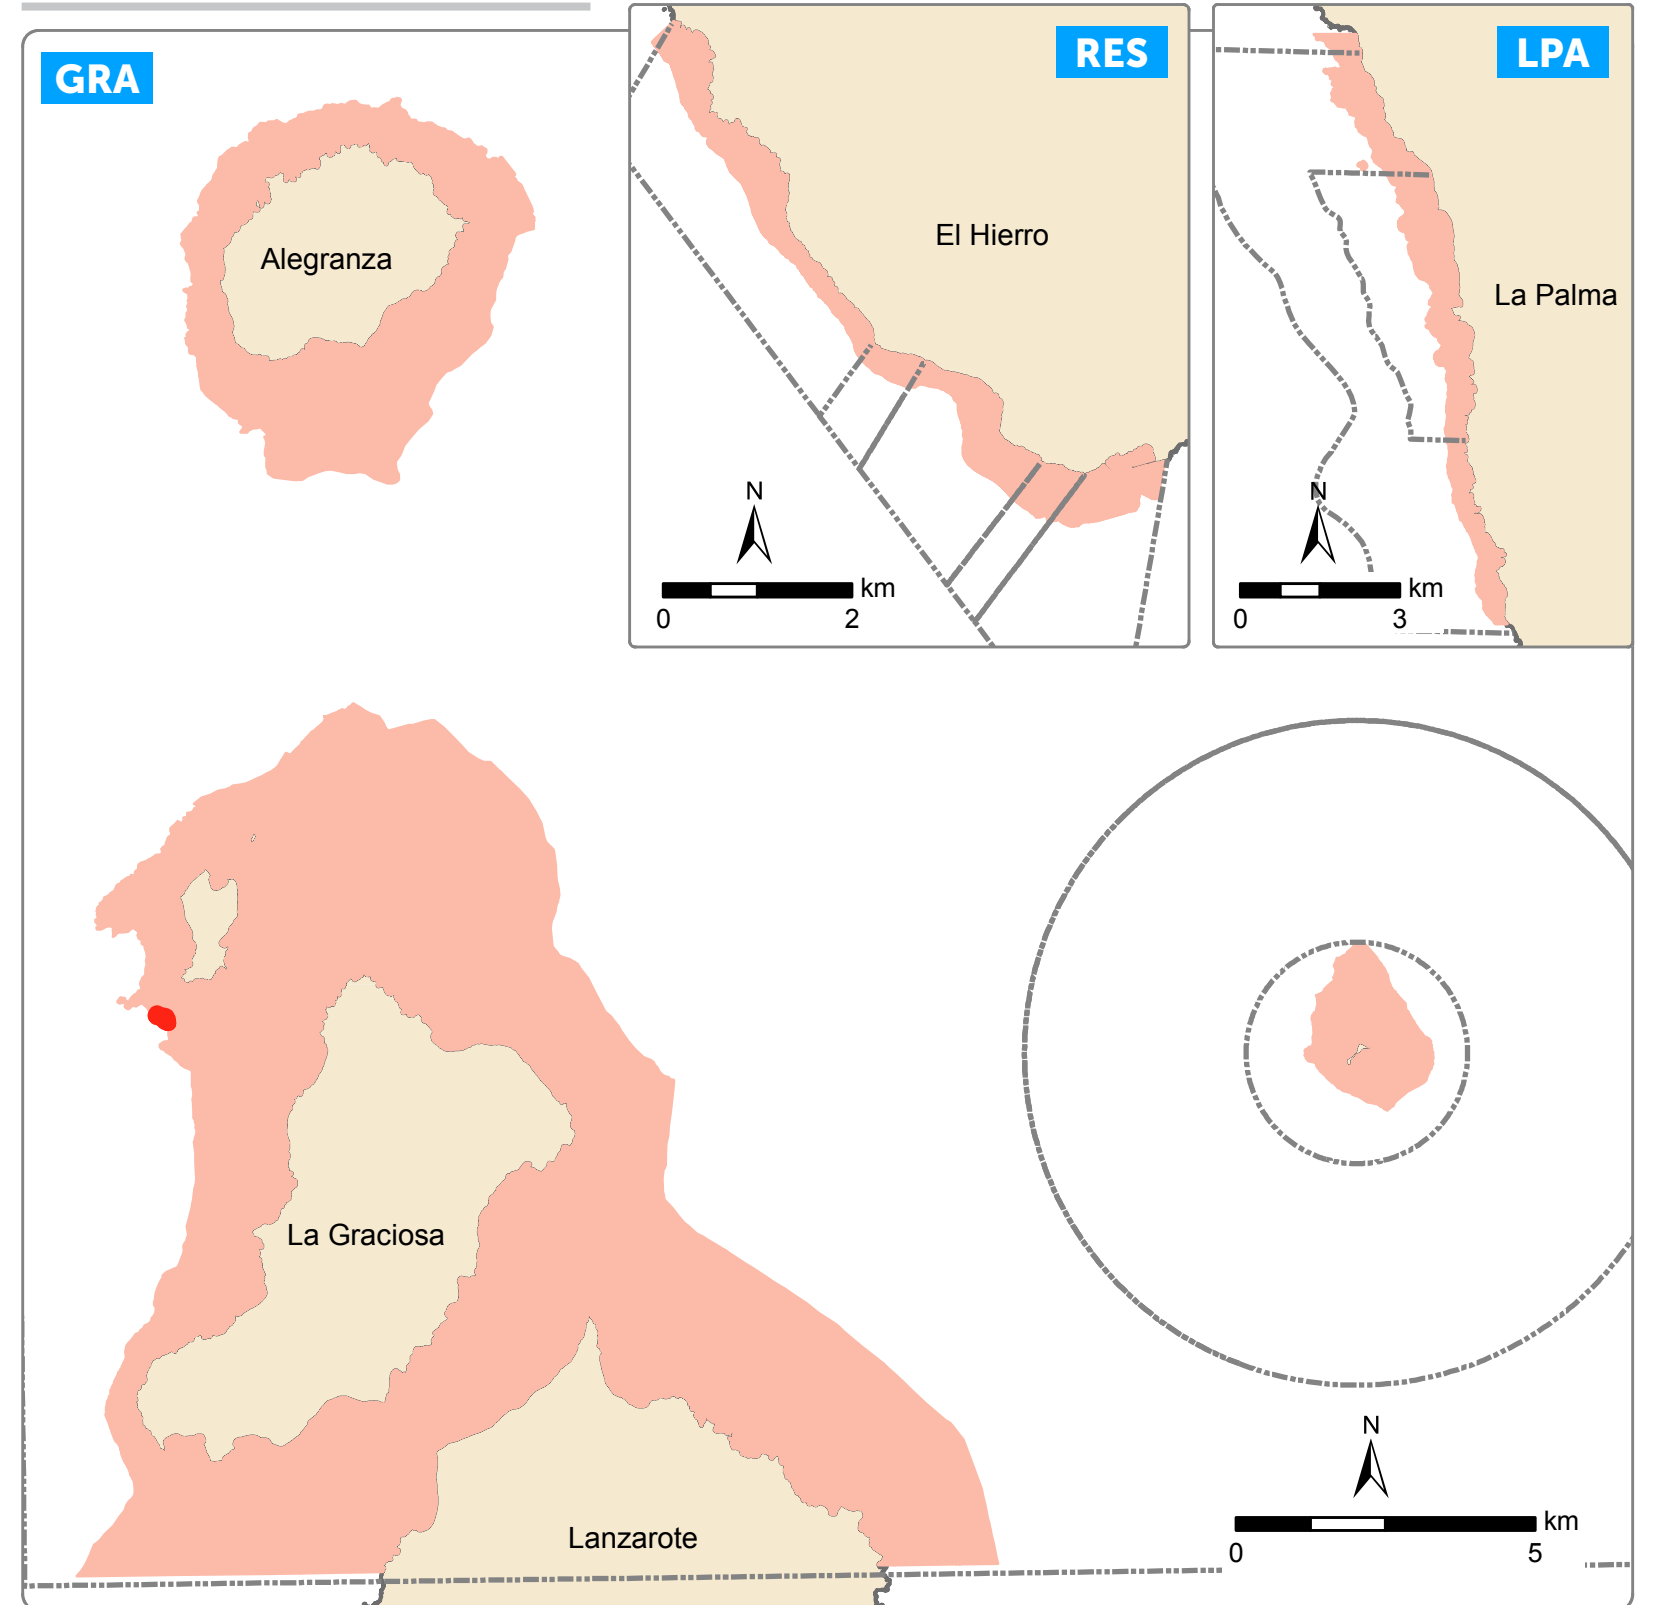 GRA
RES
LPA
Alegranza
El Hierro
La Palma
N
km
0 2
N
km
0 3
La Graciosa
Lanzarote
N
km
0 5